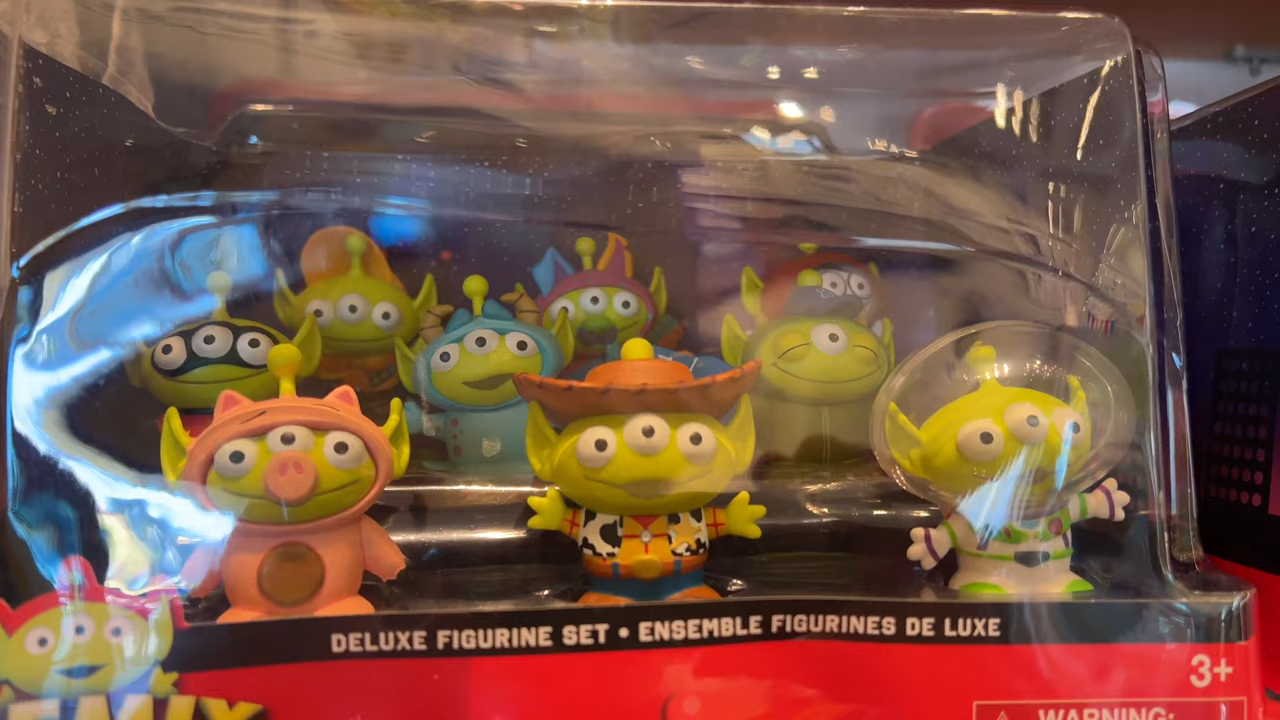 DELUXE FIGURINE SET • ENSEMBLE FIGURINES DE LUXE
3+
WARNING: